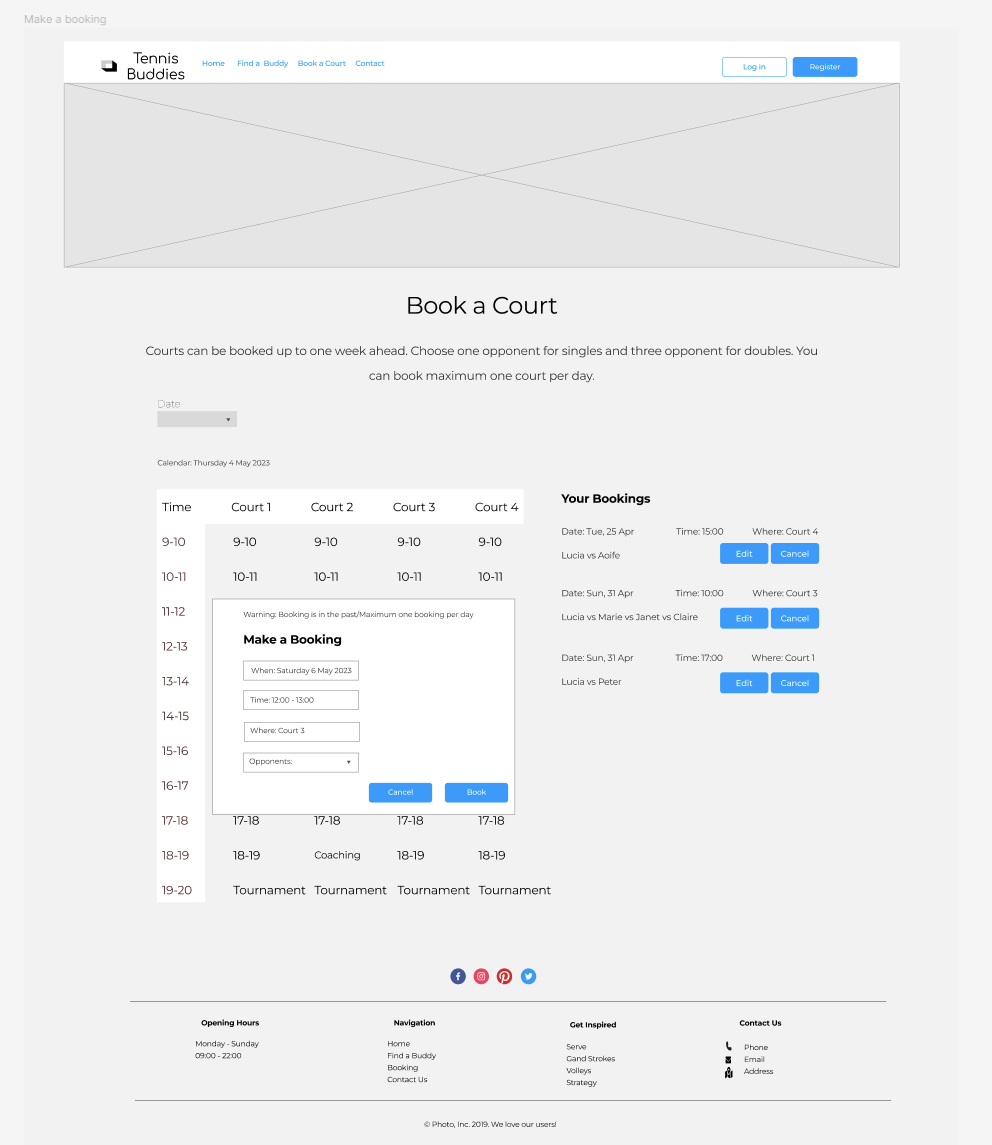 Make a booking
Tennis
Buddies
Home Find a Buddy Book a Court Contact
Log in Register
Book a Court
Courts can be booked up to one week ahead. Choose one opponent for singles and three opponent for doubles. You
can book maximum one court per day.
Date
Calendar: Thursday 4 May 2023
Time Court 1 Court 2 Court 3 Court 4
9-10 9-10 9-10 9-10 9-10
10-11 10-11 10-11 10-11 10-11
11-12
12-13
13-14
14-15
15-16
16-17
Warning: Booking is in the past/Maximum one booking per day
Make a Booking
When: Saturday 6 May 2023
Time: 12:00 - 13:00
Where: Court 3
Opponents:
Cancel Book
17-18 17-18 17-18 17-18 17-18
18-19 18-19 Coaching 18-19 18-19
19-20 Tournament Tournament Tournament Tournament
Your Bookings
Date: Tue, 25 Apr Time: 15:00 Where: Court 4
Lucia vs Aoife Edit Cancel
Date: Sun, 31 Apr Time: 10:00 Where: Court 3
Lucia vs Marie vs Janet vs Claire Edit Cancel
Date: Sun, 31 Apr Time: 17:00 Where: Court 1
Lucia vs Peter Edit Cancel
Opening Hours
Monday - Sunday
09:00 - 22:00
Navigation
Home
Find a Buddy
Booking
Contact Us
Get Inspired
Serve
Gand Strokes
Volleys
Strategy
Contact Us
Phone
Email
Address
© Photo, Inc. 2019. We love our users!